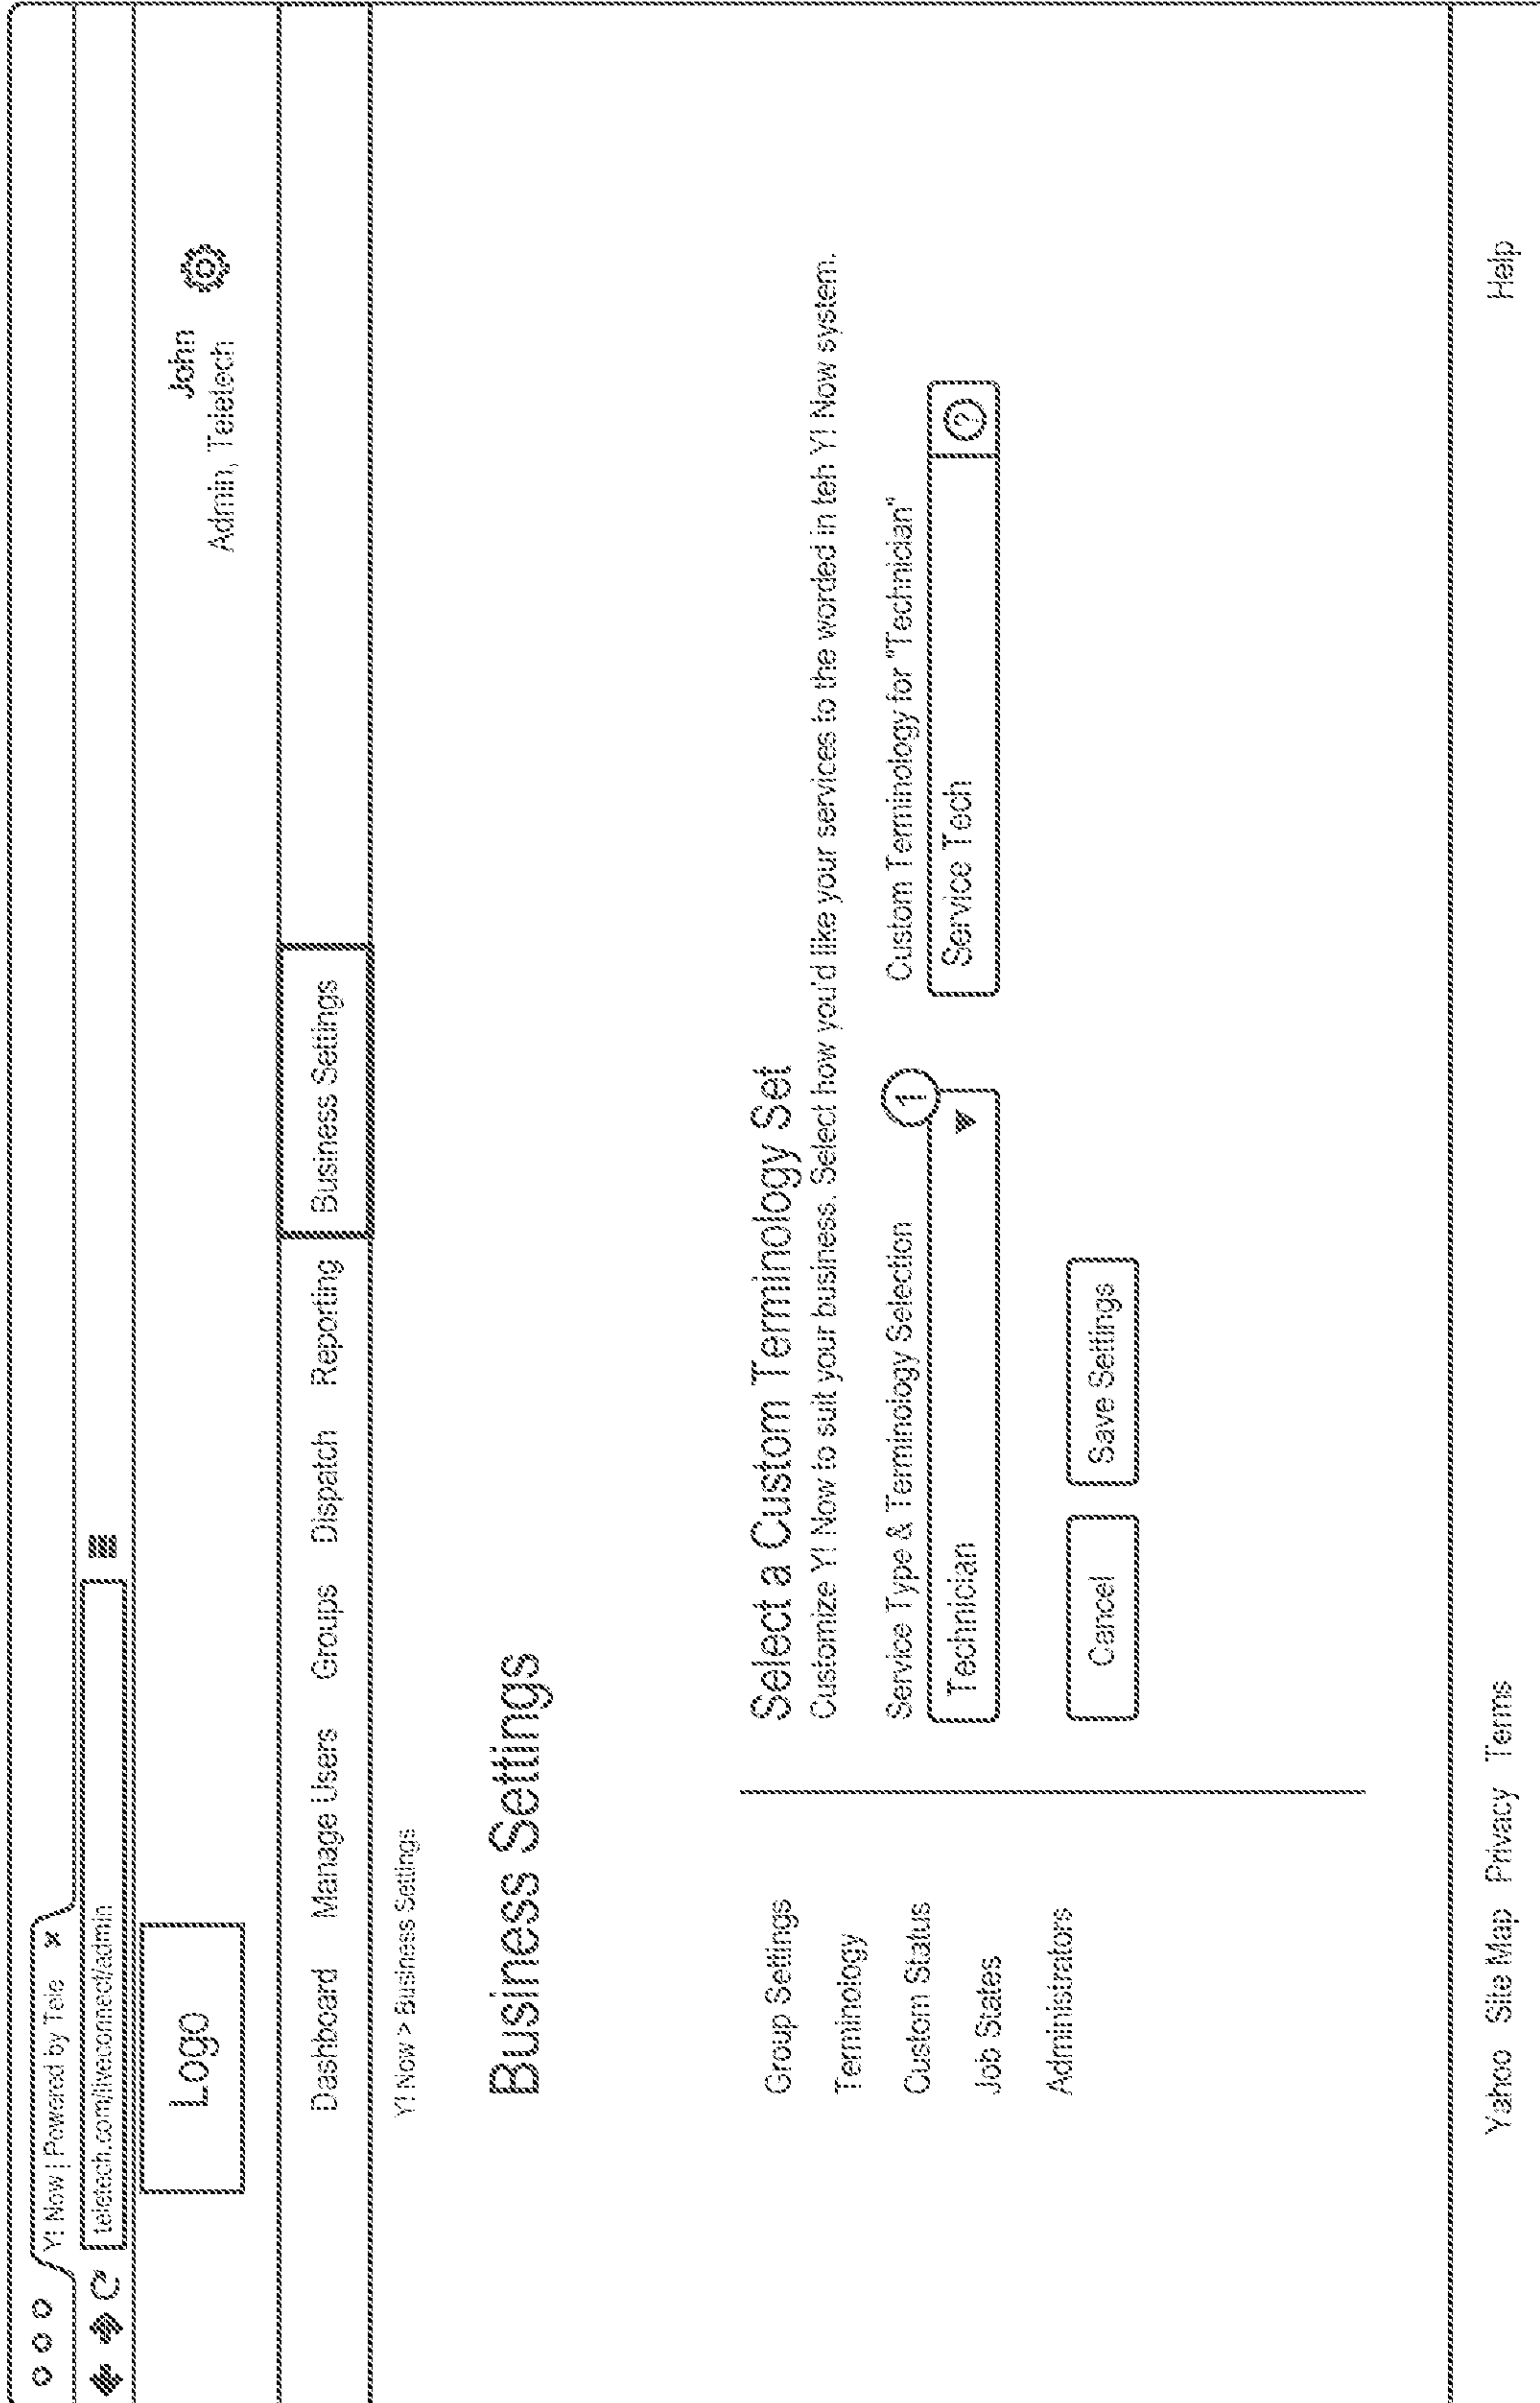 Y! Now | Powered by Tele ×
teletech.com/liveconnect/admin
Logo
John
Admin, Teletech
Dashboard Manage Users Groups Dispatch Reporting Business Settings
Y! Now > Business Settings
Business Settings
Group Settings
Terminology
Custom Status
Job States
Administrators
Select a Custom Terminology Set
Customize Y! Now to suit your business. Select how you'd like your services to the worded in teh Y! Now system.
Service Type & Terminology Selection
1
Technician
Custom Terminology for "Technician"
Service Tech ?
Cancel Save Settings
Yahoo Site Map Privacy Terms Help